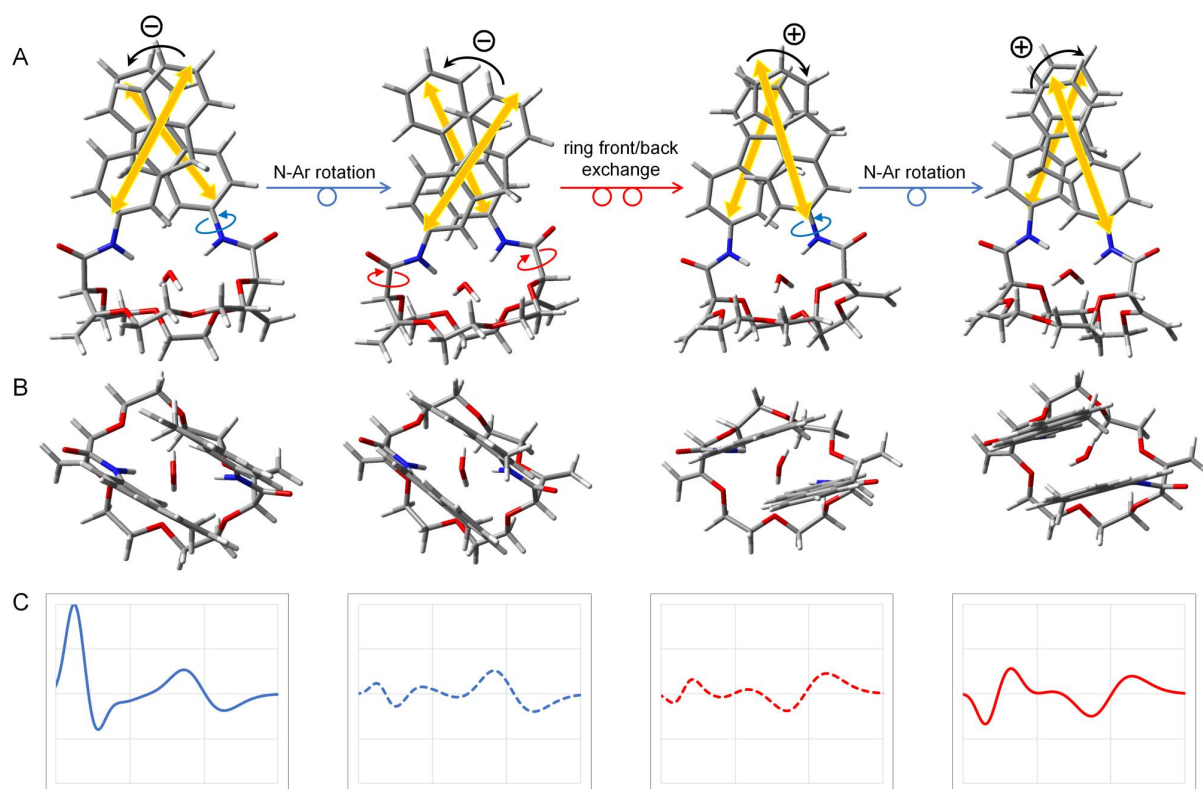 A
⊖
⊖
⊕
⊕
N-Ar rotation
ring front/back
exchange
N-Ar rotation
B
C